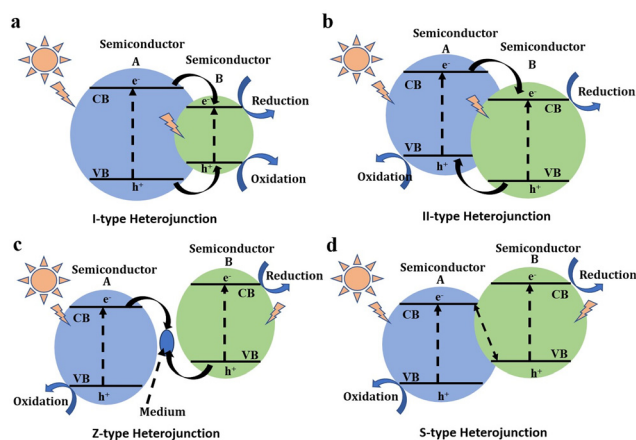 a
Semiconductor
A
Semiconductor
B
e-
CB
e-
Reduction
VB
h+
h+
Oxidation
I-type Heterojunction
b
Semiconductor
A
Semiconductor
B
e-
CB
e-
CB
Reduction
VB
h+
Oxidation
VB
h+
II-type Heterojunction
c
Semiconductor
A
Semiconductor
B
e-
CB
e-
CB
Reduction
VB
h+
VB
h+
Oxidation
Medium
Z-type Heterojunction
d
Semiconductor
A
Semiconductor
B
e-
CB
e-
CB
Reduction
VB
h+
VB
h+
Oxidation
S-type Heterojunction